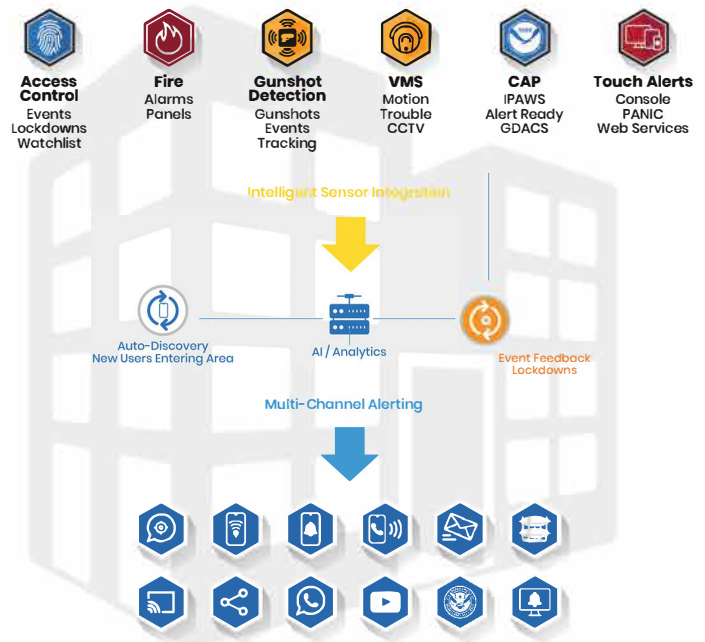 Access
Control
Events
Lockdowns
Watchlist
Fire
Alarms
Panels
Gunshot
Detection
Gunshots
Events
Tracking
VMS
Motion
Trouble
CCTV
CAP
IPAWS
Alert Ready
GDACS
Touch Alerts
Console
PANIC
Web Services
Intelligent Sensor Integration
Auto-Discovery
New Users Entering Area
AI / Analytics
Event Feedback
Lockdowns
Multi-Channel Alerting